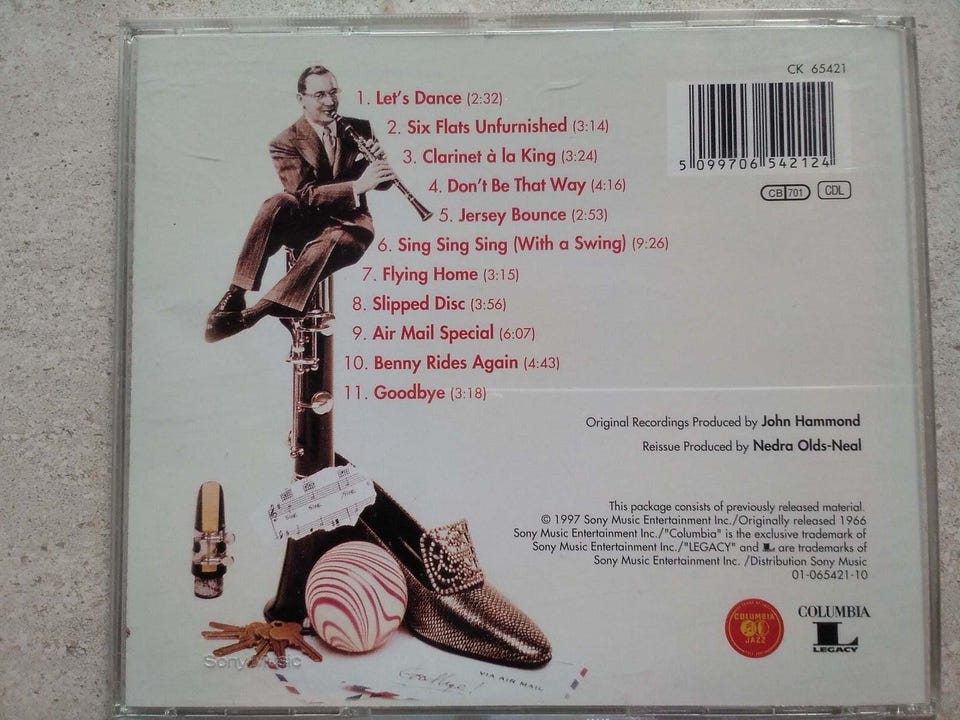 CK 65421
1. Let's Dance (2:32)
2. Six Flats Unfurnished (3:14)
3. Clarinet à la King (3:24)
4. Don't Be That Way (4:16)
5. Jersey Bounce (2:53)
6. Sing Sing Sing (With a Swing) (9:26)
7. Flying Home (3:15)
8. Slipped Disc (3:56)
9. Air Mail Special (6:07)
10. Benny Rides Again (4:43)
11. Goodbye (3:18)
5 099706 542124
CB 701 CDL
Original Recordings Produced by John Hammond
Reissue Produced by Nedra Olds-Neal
This package consists of previously released material.
© 1997 Sony Music Entertainment Inc./Originally released 1966
Sony Music Entertainment Inc./"Columbia" is the exclusive trademark of
Sony Music Entertainment Inc./"LEGACY" and L are trademarks of
Sony Music Entertainment Inc. /Distribution Sony Music
01-065421-10
COLUMBIA
JAZZ
COLUMBIA
L
LEGACY
SING SING SING
Sony Music
GoodBye!
VIA AIR MAIL